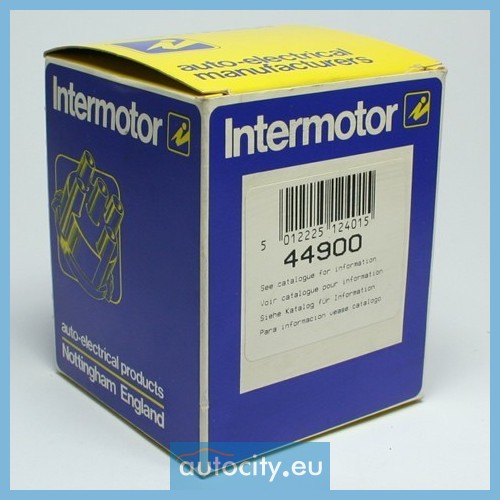 auto-electrical
manufacturers
Intermotor
auto-electrical products
Nottingham England
Intermotor
5 012225 124015
44900
See catalogue for information
Voir catalogue pour information
Siehe Katalog für Information
Para informacion vease catalogo
autocity.eu